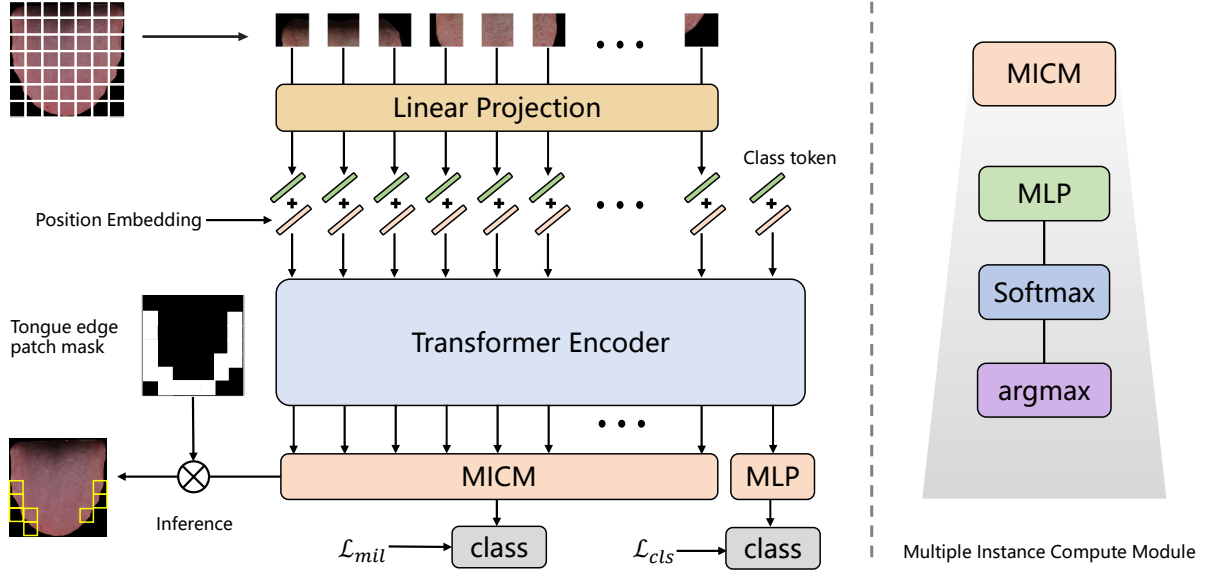 Linear Projection
Class token
Position Embedding
Tongue edge
patch mask
Transformer Encoder
MICM
MLP
Inference
ℒ𝑚𝑖𝑙
class
ℒ𝑐𝑙𝑠
class
MICM
MLP
Softmax
argmax
Multiple Instance Compute Module